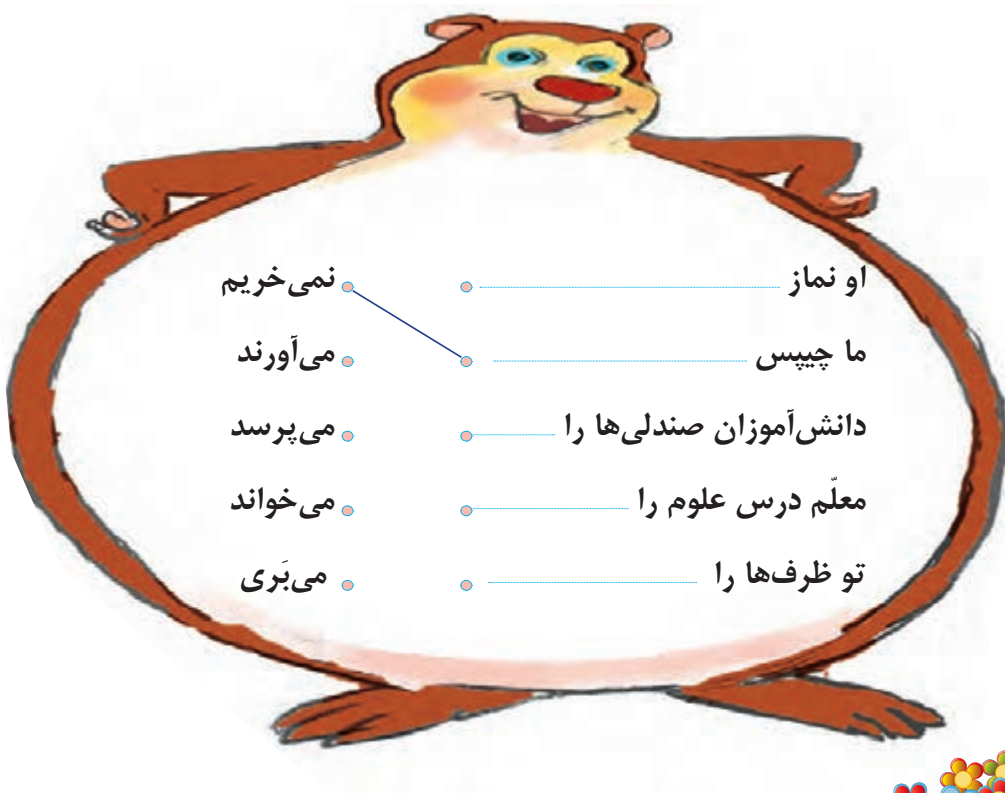 او نماز ........ نمی‌خریم
ما چیپس ........ می‌آورند
دانش‌آموزان صندلی‌ها را ........ می‌پرسد
معلّم درس علوم را ........ می‌خواند
تو ظرف‌ها را ........ می‌بَری